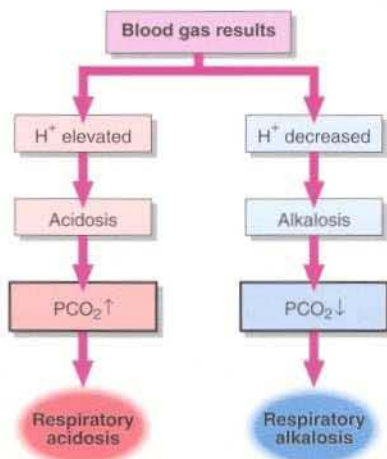 Blood gas results
H⁺ elevated
H⁺ decreased
Acidosis
Alkalosis
PCO₂↑
PCO₂↓
Respiratory
acidosis
Respiratory
alkalosis